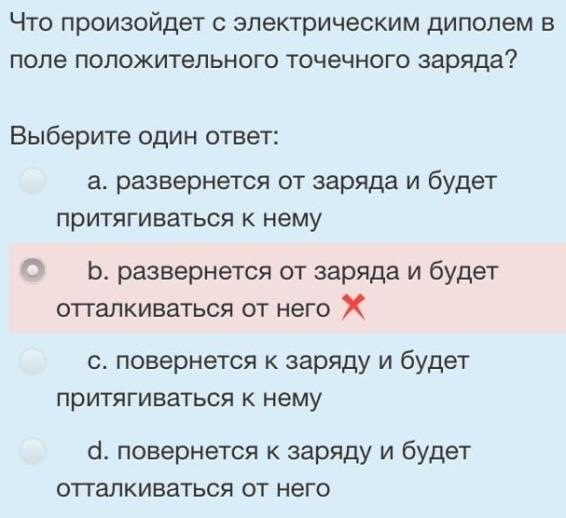 Что произойдет с электрическим диполем в
поле положительного точечного заряда?
Выберите один ответ:
a. развернется от заряда и будет
притягиваться к нему
b. развернется от заряда и будет
отталкиваться от него
c. повернется к заряду и будет
притягиваться к нему
d. повернется к заряду и будет
отталкиваться от него